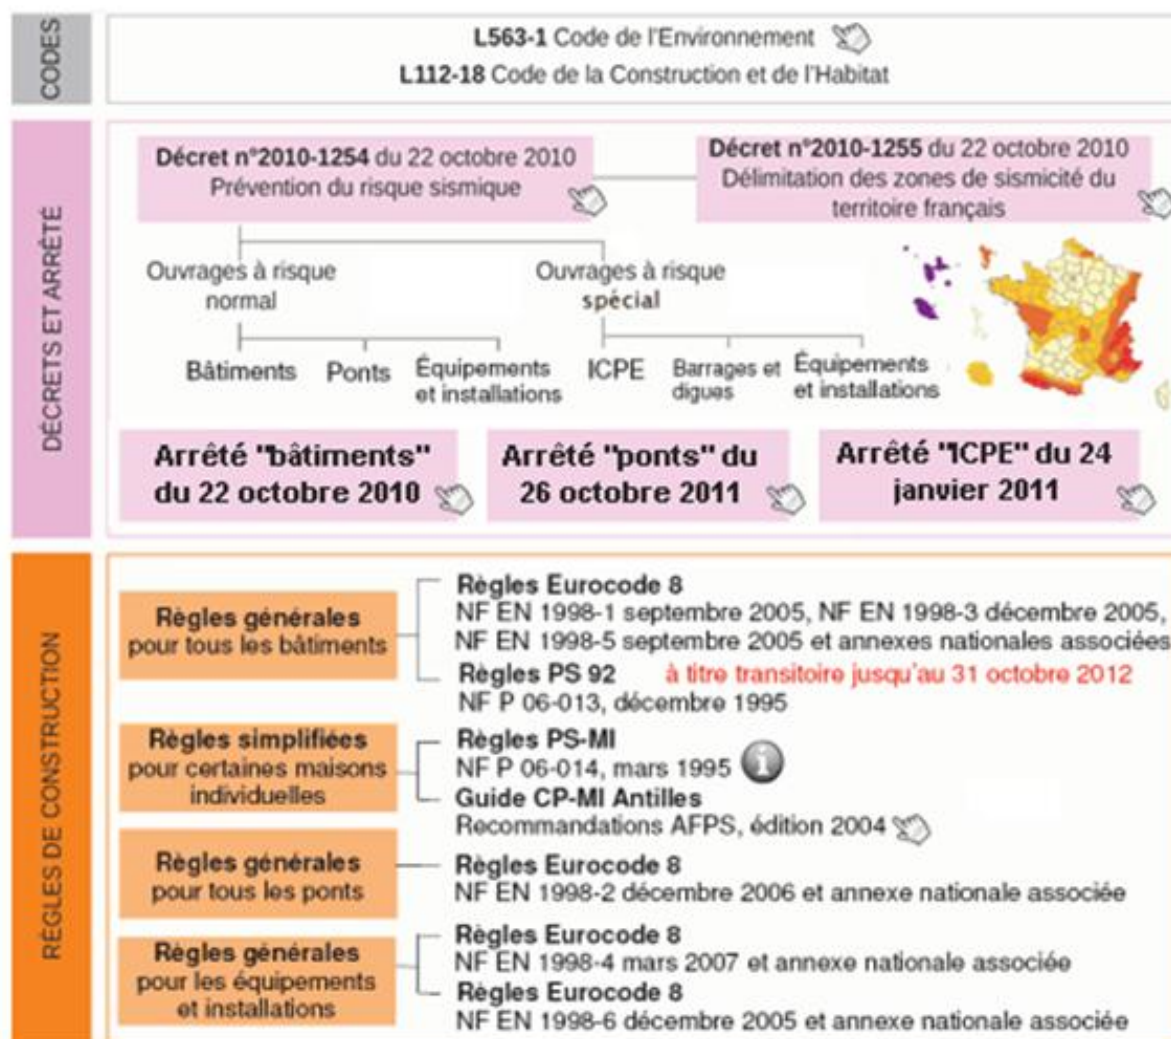 CODES
L563-1 Code de l'Environnement
L112-18 Code de la Construction et de l'Habitat
DÉCRETS ET ARRÊTÉ
Décret n°2010-1254 du 22 octobre 2010
Prévention du risque sismique
Décret n°2010-1255 du 22 octobre 2010
Délimitation des zones de sismicité du
territoire français
Ouvrages à risque
normal
Ouvrages à risque
spécial
Bâtiments
Ponts
Équipements
et installations
ICPE
Barrages et
digues
Équipements
et installations
Arrêté "bâtiments"
du 22 octobre 2010
Arrêté "ponts" du
26 octobre 2011
Arrêté "ICPE" du 24
janvier 2011
RÈGLES DE CONSTRUCTION
Règles générales
pour tous les bâtiments
Règles Eurocode 8
NF EN 1998-1 septembre 2005, NF EN 1998-3 décembre 2005,
NF EN 1998-5 septembre 2005 et annexes nationales associées
Règles PS 92 à titre transitoire jusqu'au 31 octobre 2012
NF P 06-013, décembre 1995
Règles simplifiées
pour certaines maisons
individuelles
Règles PS-MI
NF P 06-014, mars 1995
i
Guide CP-MI Antilles
Recommandations AFPS, édition 2004
Règles générales
pour tous les ponts
Règles Eurocode 8
NF EN 1998-2 décembre 2006 et annexe nationale associée
Règles générales
pour les équipements
et installations
Règles Eurocode 8
NF EN 1998-4 mars 2007 et annexe nationale associée
Règles Eurocode 8
NF EN 1998-6 décembre 2005 et annexe nationale associée